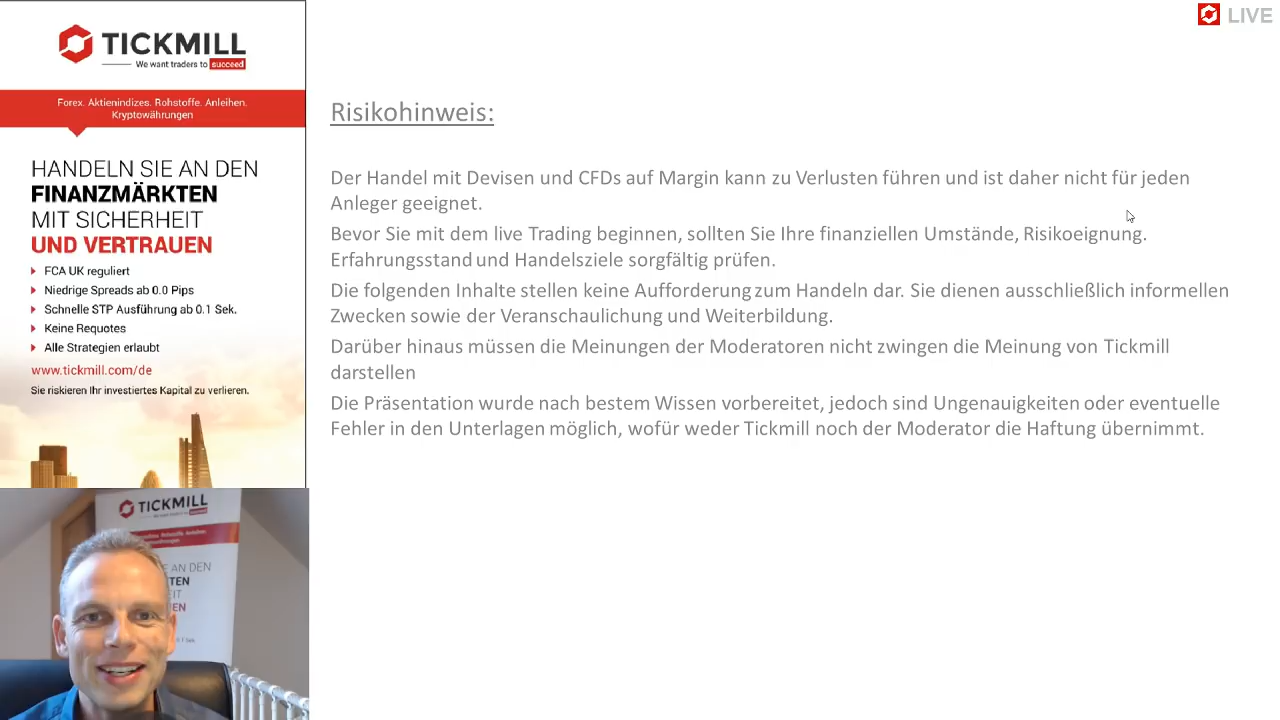 TICKMILL
We want traders to succeed
Forex. Aktienindizes. Rohstoffe. Anleihen.
Kryptowährungen
HANDELN SIE AN DEN
FINANZMÄRKTEN
MIT SICHERHEIT
UND VERTRAUEN
FCA UK reguliert
Niedrige Spreads ab 0.0 Pips
Schnelle STP Ausführung ab 0.1 Sek.
Keine Requotes
Alle Strategien erlaubt
www.tickmill.com/de
Sie riskieren Ihr investiertes Kapital zu verlieren.
LIVE
Risikohinweis:
Der Handel mit Devisen und CFDs auf Margin kann zu Verlusten führen und ist daher nicht für jeden
Anleger geeignet.
Bevor Sie mit dem live Trading beginnen, sollten Sie Ihre finanziellen Umstände, Risikoeignung.
Erfahrungsstand und Handelsziele sorgfältig prüfen.
Die folgenden Inhalte stellen keine Aufforderung zum Handeln dar. Sie dienen ausschließlich informellen
Zwecken sowie der Veranschaulichung und Weiterbildung.
Darüber hinaus müssen die Meinungen der Moderatoren nicht zwingen die Meinung von Tickmill
darstellen
Die Präsentation wurde nach bestem Wissen vorbereitet, jedoch sind Ungenauigkeiten oder eventuelle
Fehler in den Unterlagen möglich, wofür weder Tickmill noch der Moderator die Haftung übernimmt.
TICKMILL
IE AN DEN
TEN
EIT
EN